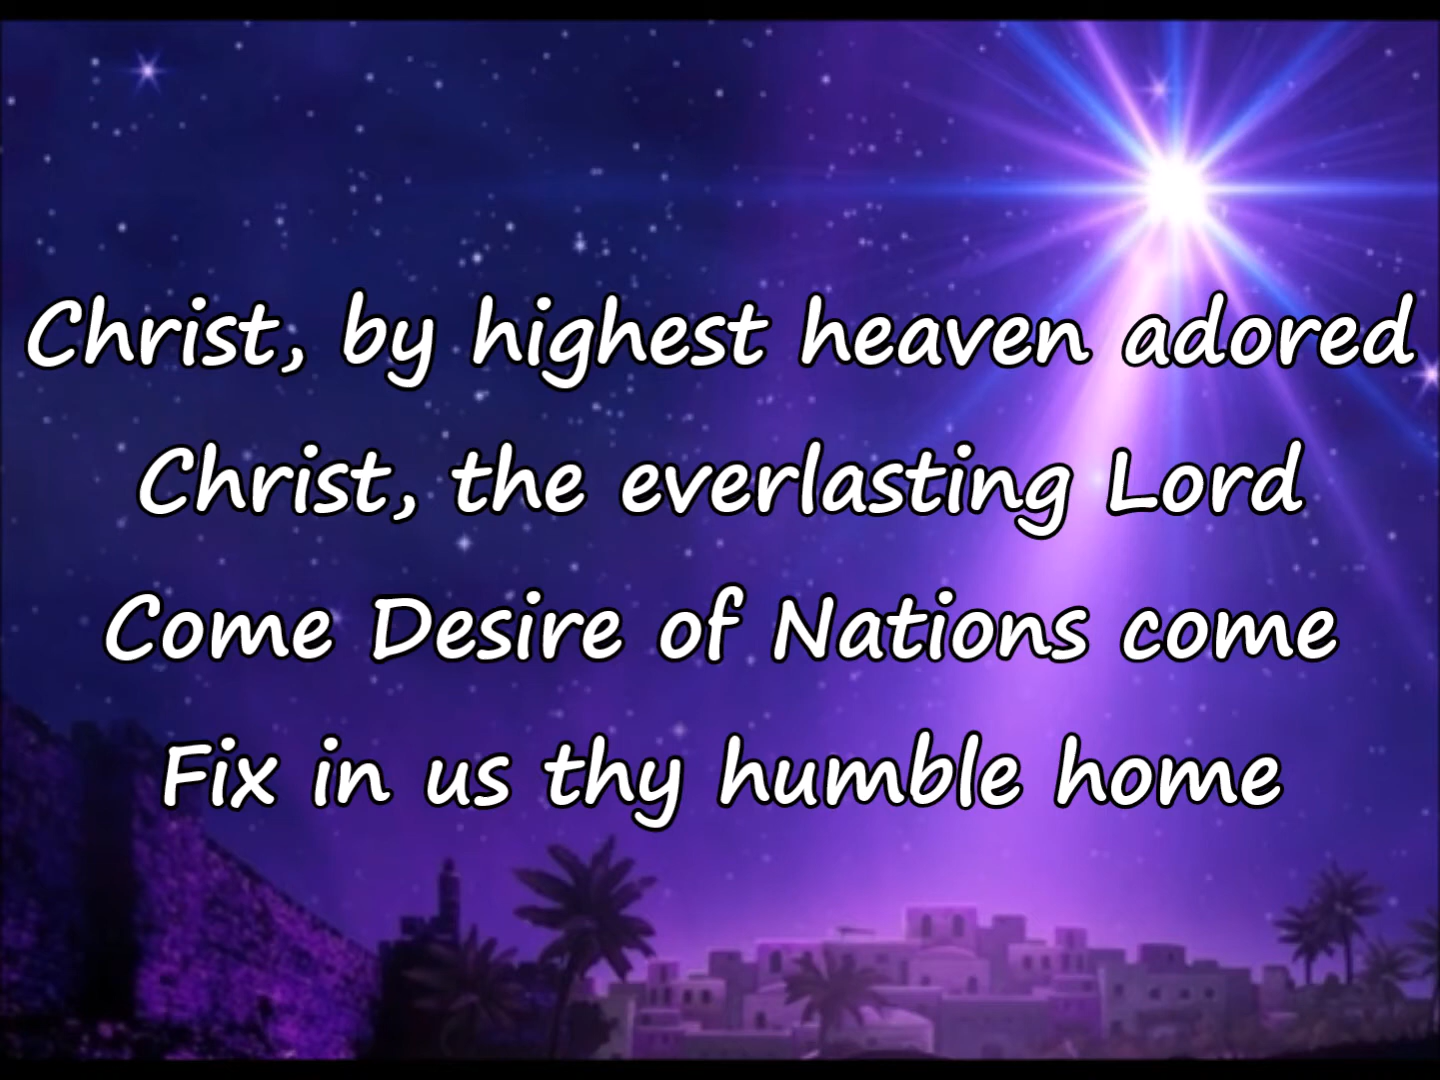 Christ, by highest heaven adored
Christ, the everlasting Lord
Come Desire of Nations come
Fix in us thy humble home